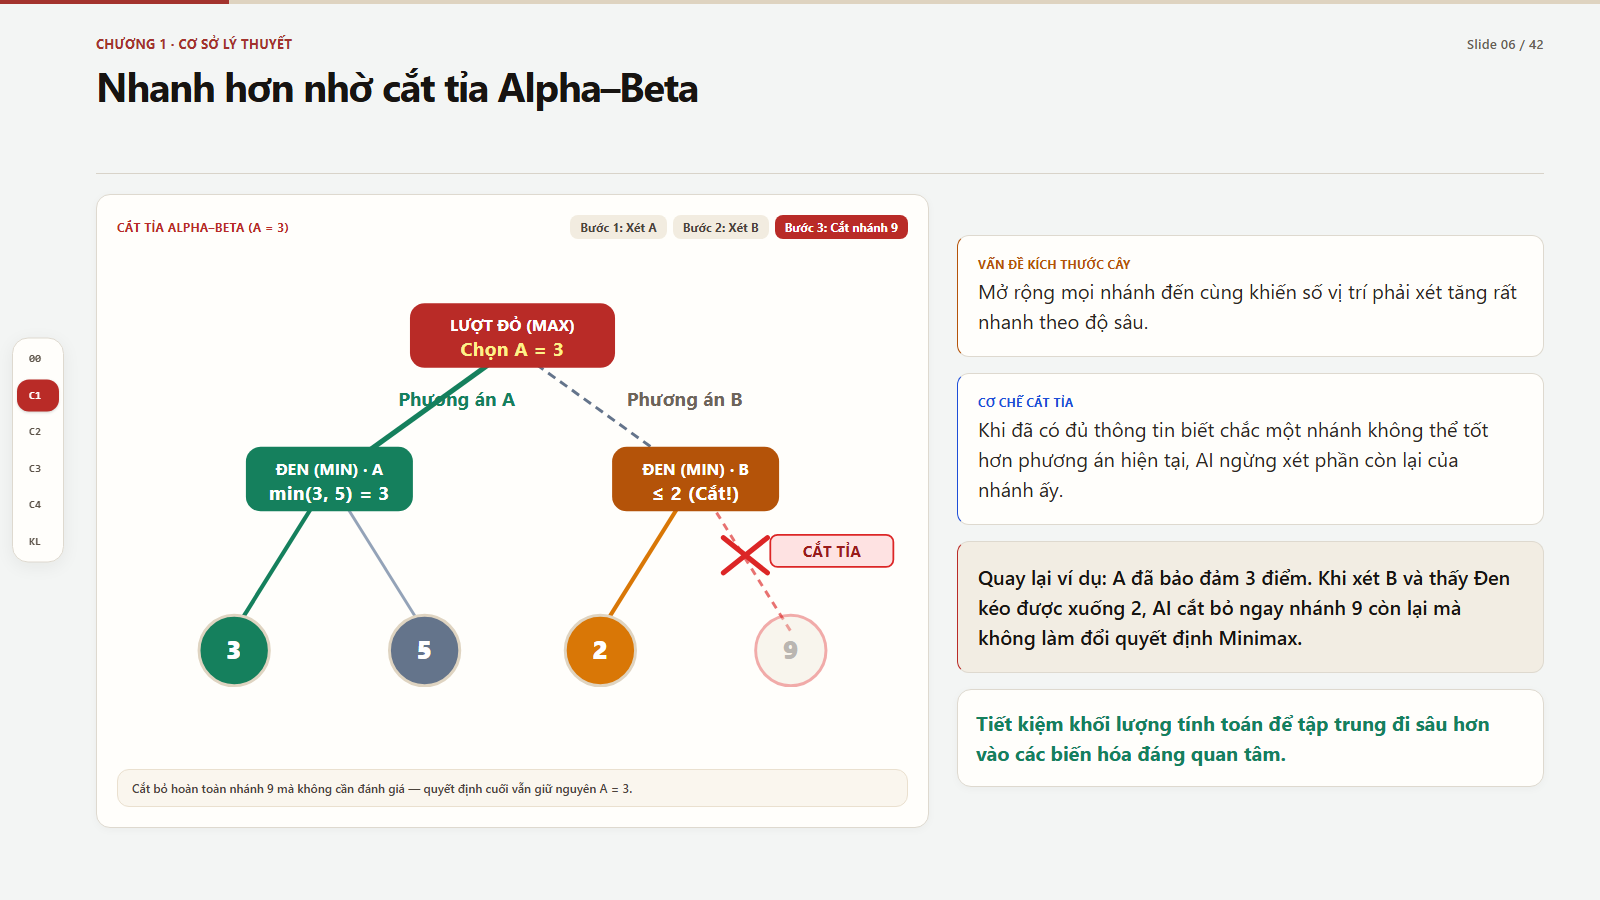 CHƯƠNG 1 · CƠ SỞ LÝ THUYẾT
Slide 06 / 42
Nhanh hơn nhờ cắt tỉa Alpha–Beta
00
C1
C2
C3
C4
KL
CẮT TỈA ALPHA–BETA (A = 3)
Bước 1: Xét A
Bước 2: Xét B
Bước 3: Cắt nhánh 9
LƯỢT ĐỎ (MAX)
Chọn A = 3
Phương án A
Phương án B
ĐEN (MIN) · A
min(3, 5) = 3
ĐEN (MIN) · B
≤ 2 (Cắt!)
CẮT TỈA
3
5
2
9
Cắt bỏ hoàn toàn nhánh 9 mà không cần đánh giá — quyết định cuối vẫn giữ nguyên A = 3.
VẤN ĐỀ KÍCH THƯỚC CÂY
Mở rộng mọi nhánh đến cùng khiến số vị trí phải xét tăng rất
nhanh theo độ sâu.
CƠ CHẾ CẮT TỈA
Khi đã có đủ thông tin biết chắc một nhánh không thể tốt
hơn phương án hiện tại, AI ngừng xét phần còn lại của
nhánh ấy.
Quay lại ví dụ: A đã bảo đảm 3 điểm. Khi xét B và thấy Đen
kéo được xuống 2, AI cắt bỏ ngay nhánh 9 còn lại mà
không làm đổi quyết định Minimax.
Tiết kiệm khối lượng tính toán để tập trung đi sâu hơn
vào các biến hóa đáng quan tâm.